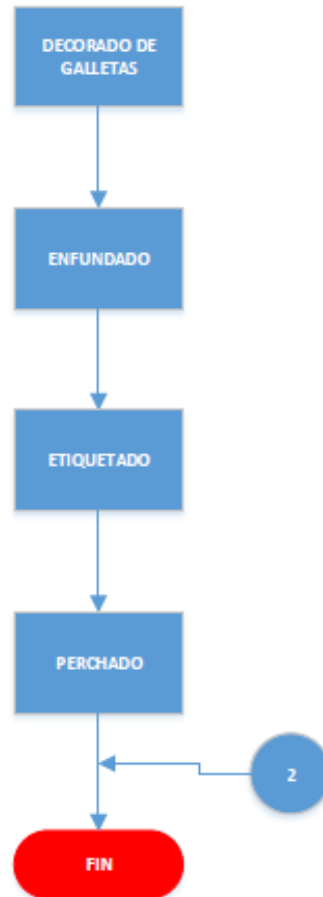 DECORADO DE
GALLETAS
ENFUNDADO
ETIQUETADO
PERCHADO
2
FIN